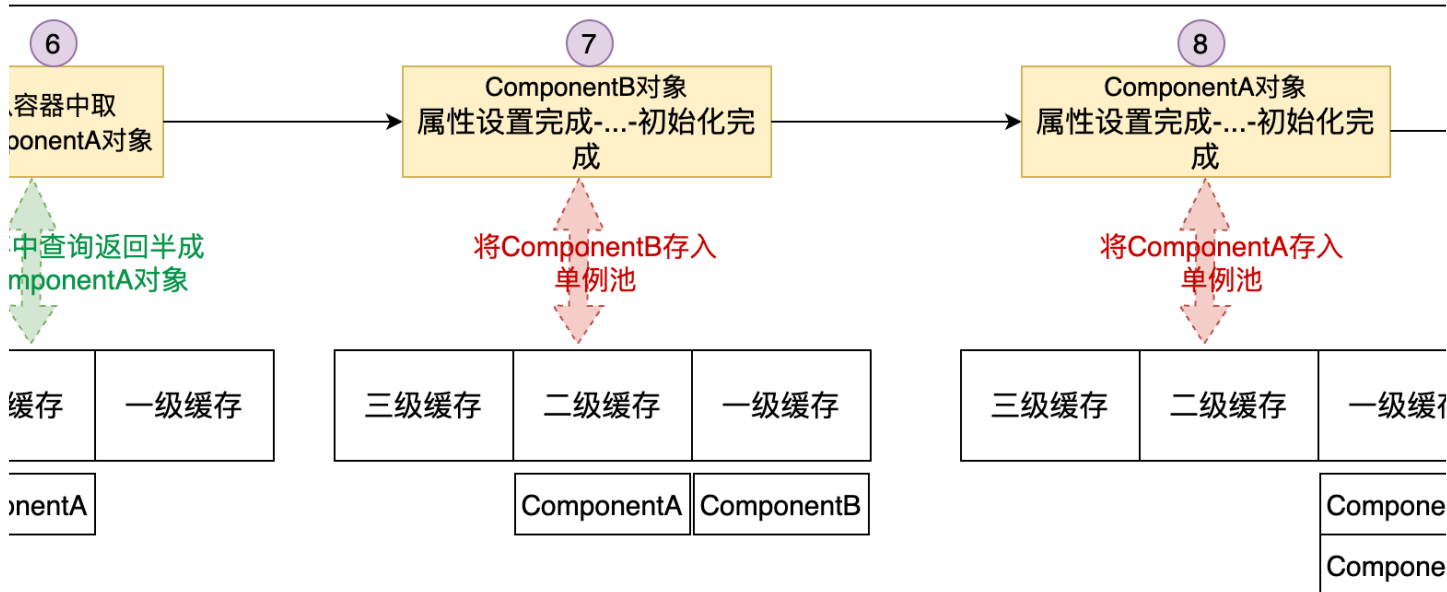 6
7
8
容器中取
ponentA对象
ComponentB对象
属性设置完成-...-初始化完
成
ComponentA对象
属性设置完成-...-初始化完
成
中查询返回半成
mponentA对象
将ComponentB存入
单例池
将ComponentA存入
单例池
缓存
一级缓存
三级缓存
二级缓存
一级缓存
三级缓存
二级缓存
一级缓存
onentA
ComponentA
ComponentB
Compone
Compone